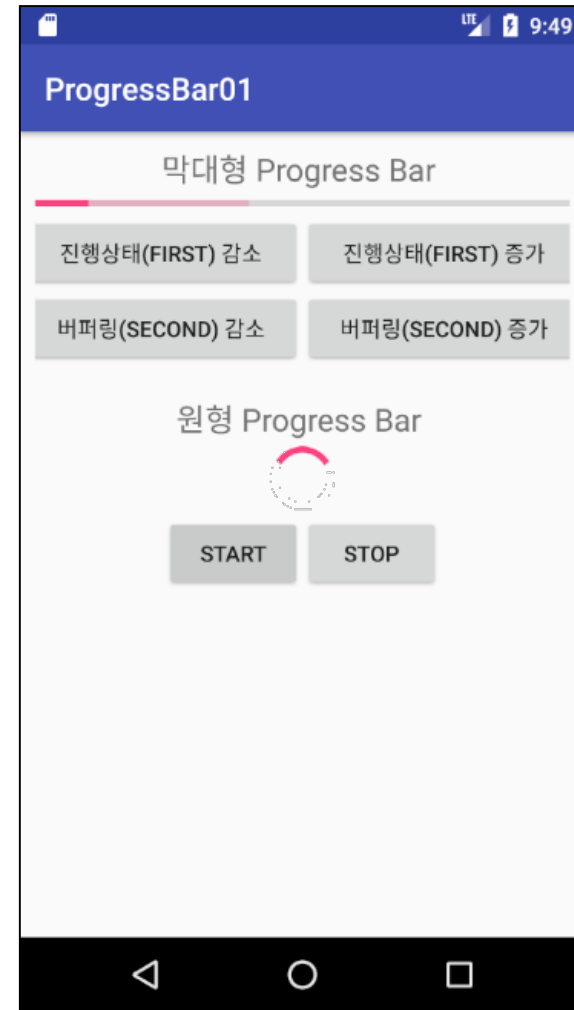 LTE 9:49
ProgressBar01
막대형 Progress Bar
진행상태(FIRST) 감소 진행상태(FIRST) 증가
버퍼링(SECOND) 감소 버퍼링(SECOND) 증가
원형 Progress Bar
START STOP